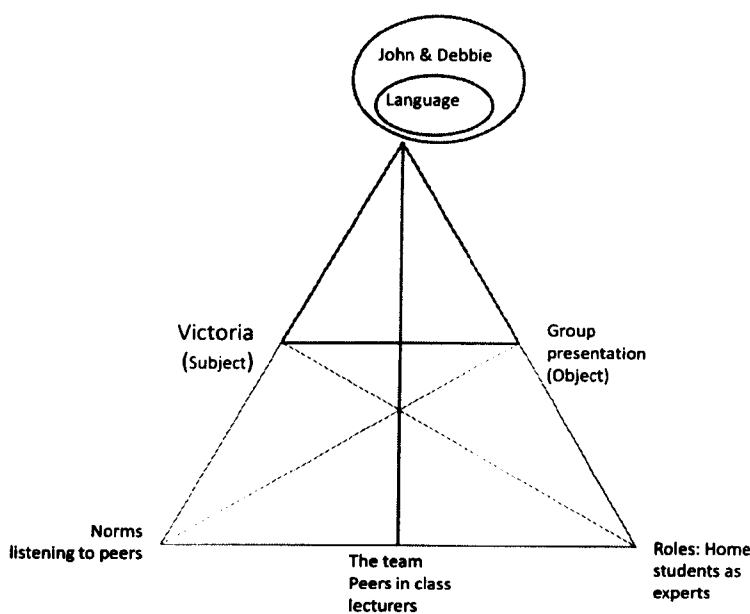 John & Debbie
Language
Victoria
(Subject)
Group
presentation
(Object)
Norms
listening to peers
The team
Peers in class
lecturers
Roles: Home
students as
experts